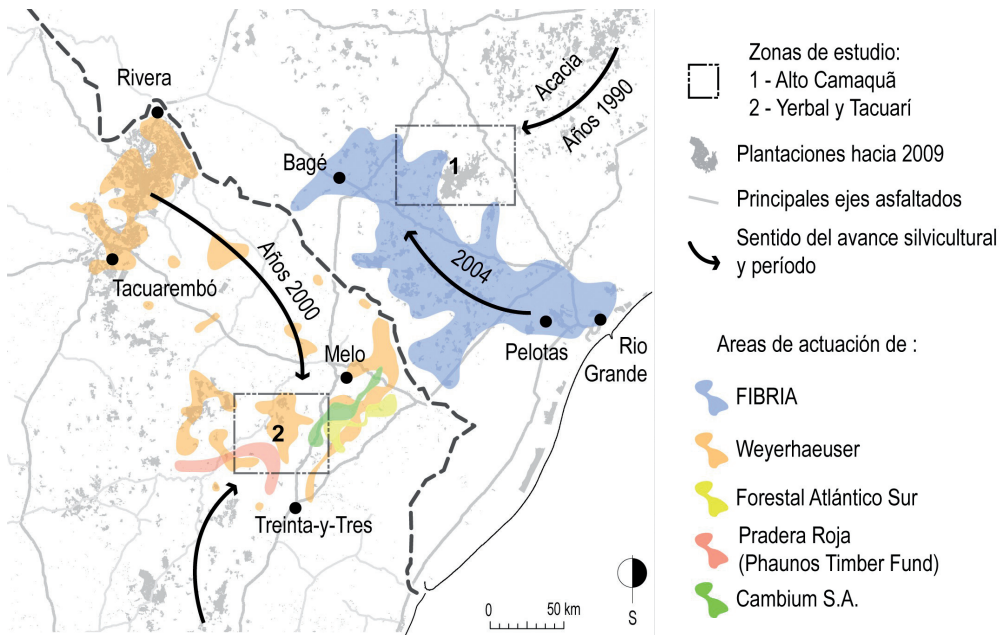 Rivera
Bagé
1
Acacia
Años 1990
Tacuarembó
Años 2000
2004
Melo
Pelotas
Rio
Grande
2
Treinta-y-Tres
0 50 km
S
Zonas de estudio:
1 - Alto Camaquã
2 - Yerbal y Tacuarí
Plantaciones hacia 2009
Principales ejes asfaltados
Sentido del avance silvicultural
y período
Areas de actuación de :
FIBRIA
Weyerhaeuser
Forestal Atlántico Sur
Pradera Roja
(Phaunos Timber Fund)
Cambium S.A.